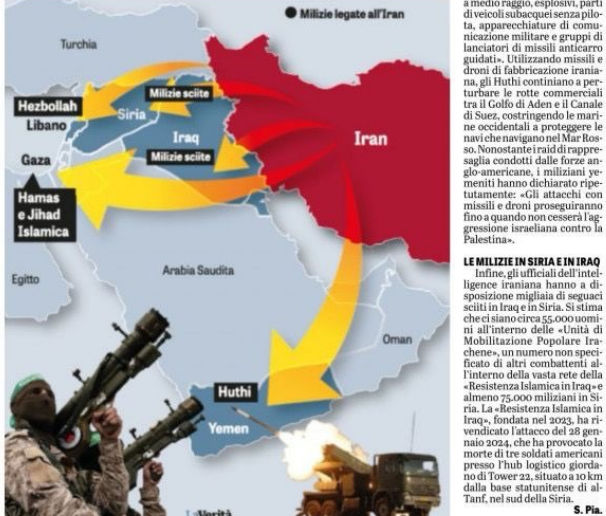 Milizie legate all'Iran
Turchia
Hezbollah
Libano
Milizie sciite
Siria
Iraq
Milizie sciite
Iran
Gaza
Hamas
e Jihad
Islamica
Egitto
Arabia Saudita
Oman
Huthi
Yemen
LaVerità
a medio raggio, esplosivi, parti
di veicoli subacquei senza pilo-
ta, apparecchiature di comu-
nicazione militare e gruppi di
lanciatori di missili anticarro
guidati». Utilizzando missili e
droni di fabbricazione irania-
na, gli Huthi continiano a per-
turbare le rotte commerciali
tra il Golfo di Aden e il Canale
di Suez, costringendo le mari-
ne occidentali a proteggere le
navi che navigano nel Mar Ros-
so. Nonostante i raid di rappre-
saglia condotti dalle forze an-
glo-americane, i miliziani ye-
meniti hanno dichiarato ripe-
tutamente: «Gli attacchi con
missili e droni proseguiranno
fino a quando non cesserà l'ag-
gressione israeliana contro la
Palestina».
LE MILIZIE IN SIRIA E IN IRAQ
Infine, gli ufficiali dell'intel-
ligence iraniana hanno a di-
sposizione migliaia di seguaci
sciiti in Iraq e in Siria. Si stima
che ci siano circa 55.000 uomi-
ni all'interno delle «Unità di
Mobilitazione Popolare Ira-
chene», un numero non speci-
ficato di altri combattenti al-
l'interno della vasta rete della
«Resistenza Islamica in Iraq» e
almeno 75.000 miliziani in Si-
ria. La «Resistenza Islamica in
Iraq», fondata nel 2023, ha ri-
vendicato l'attacco del 28 gen-
naio 2024, che ha provocato la
morte di tre soldati americani
presso l'hub logistico giorda-
no di Tower 22, situato a 10 km
dalla base statunitense di al-
Tanf, nel sud della Siria.
S. Pia.